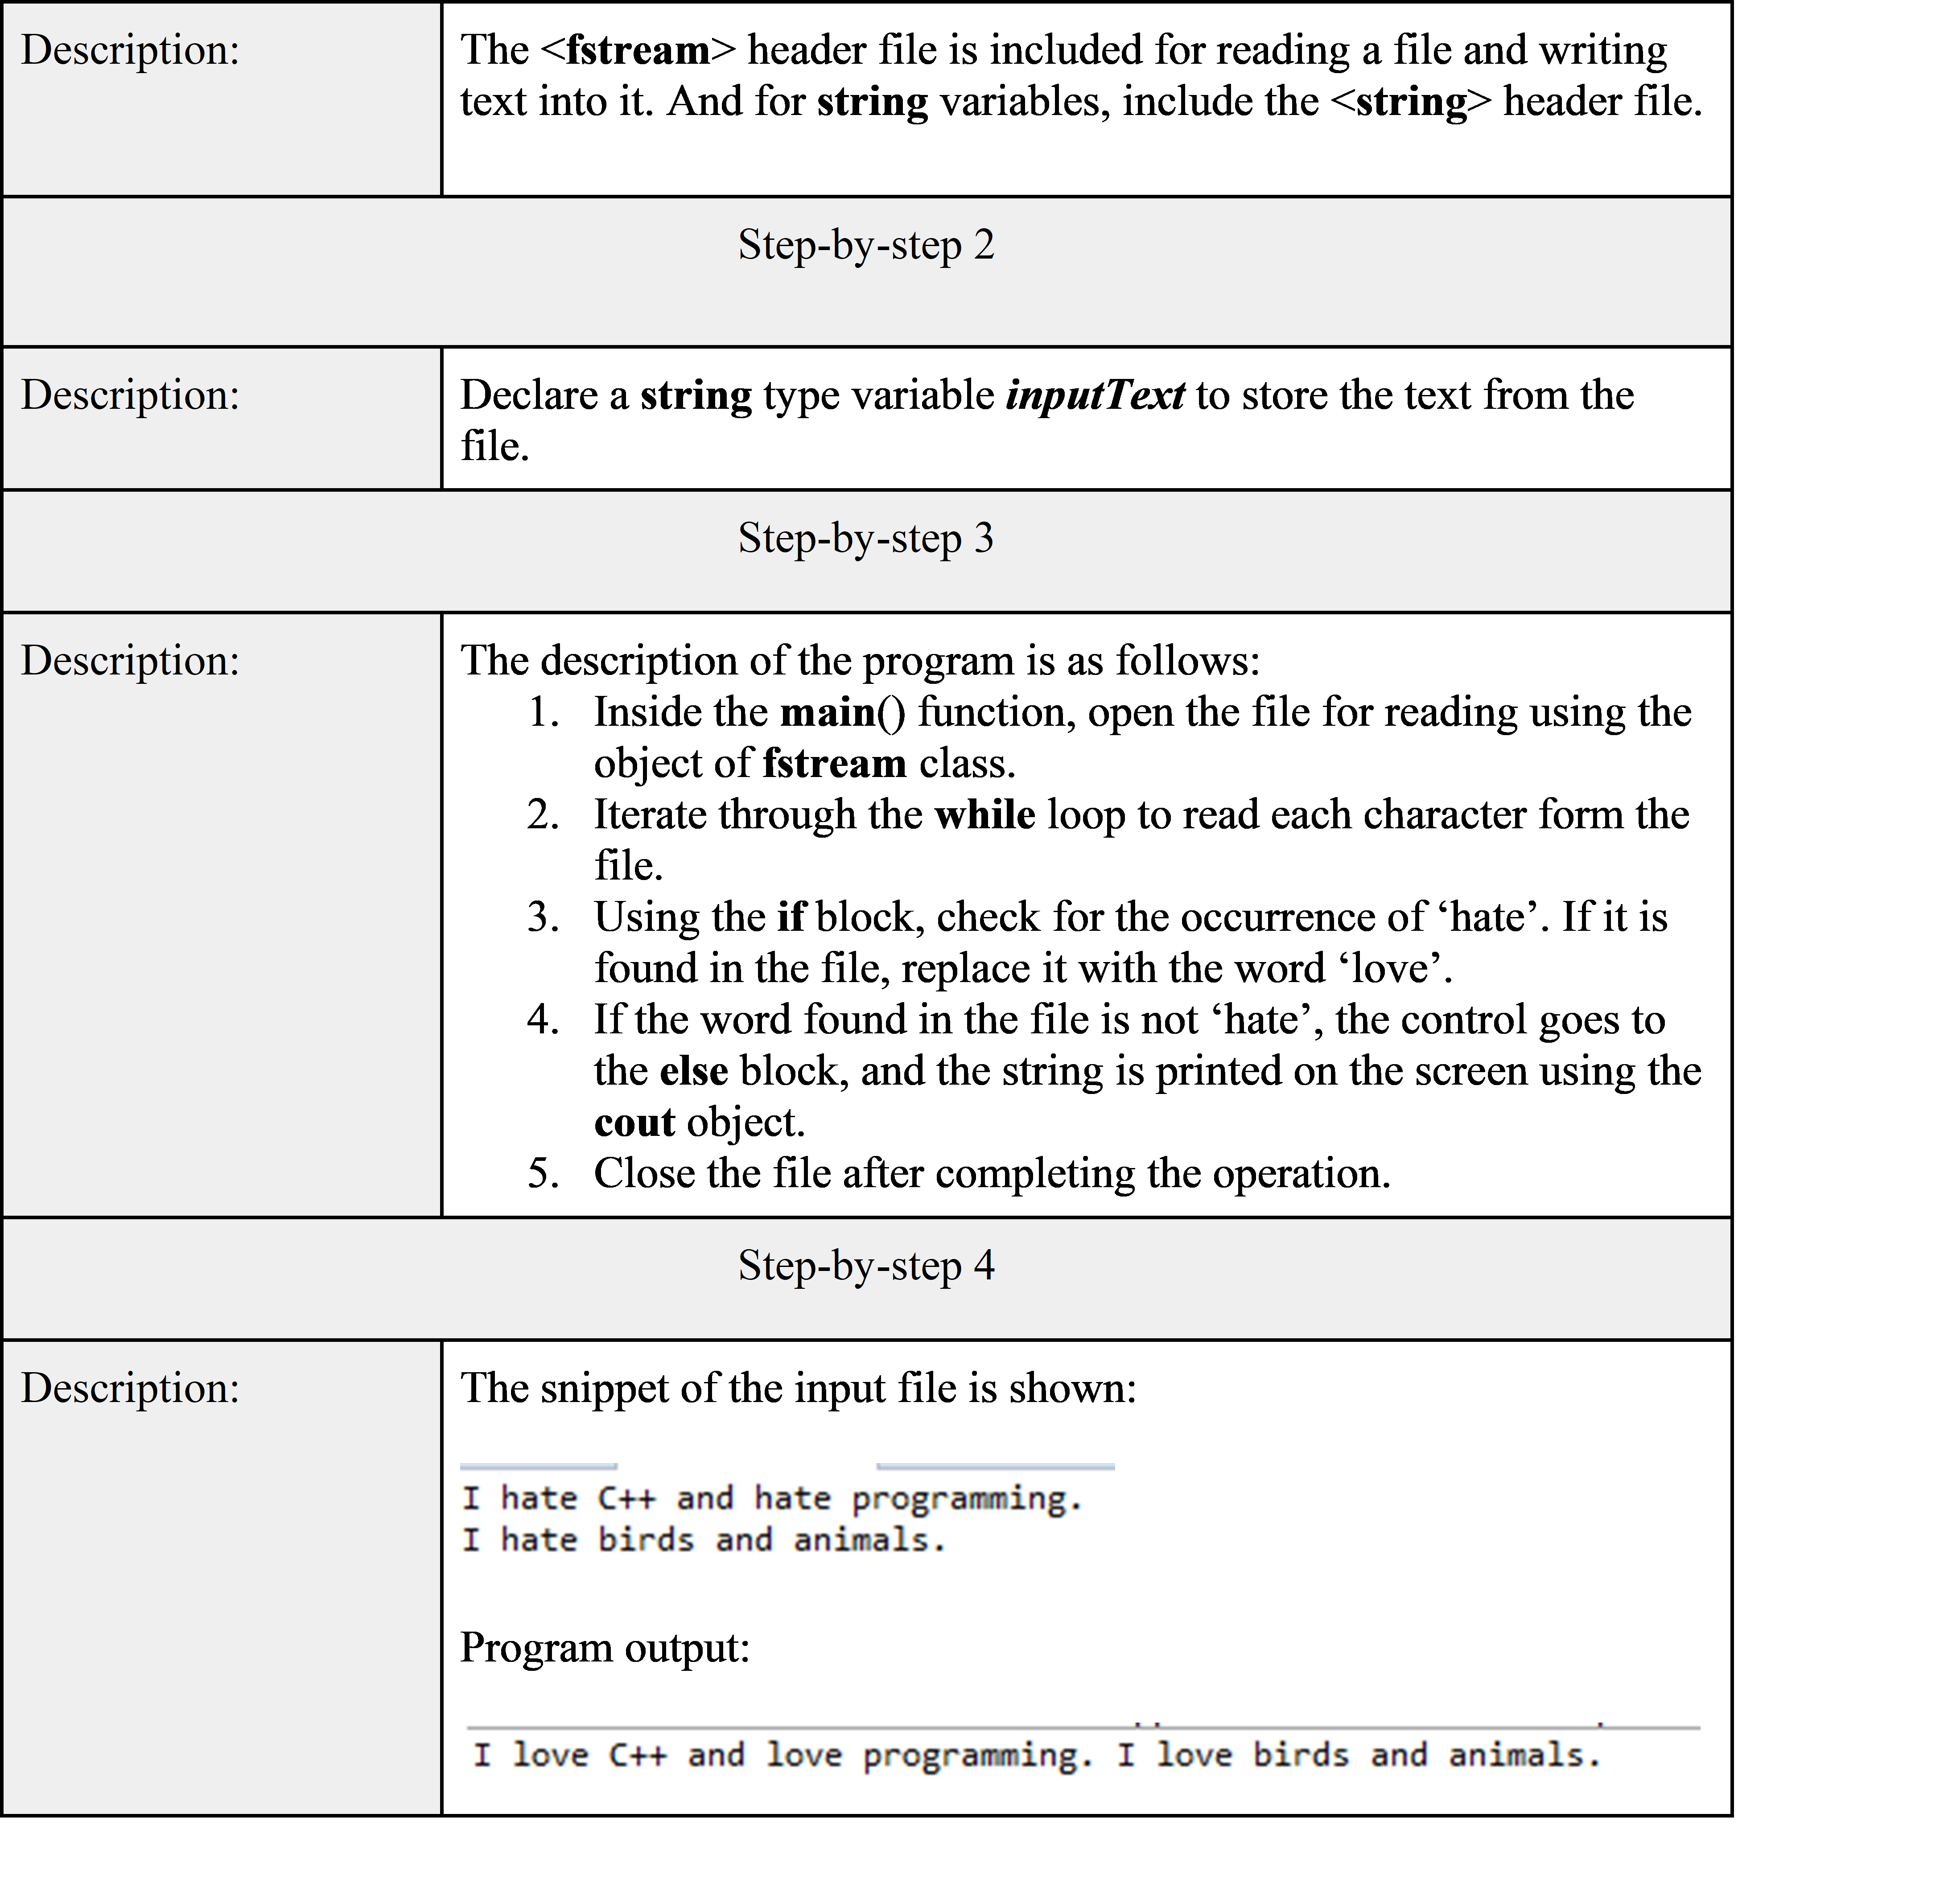 Description:
The <fstream> header file is included for reading a file and writing
text into it. And for string variables, include the <string> header file.
Step-by-step 2
Description:
Declare a string type variable inputText to store the text from the
file.
Step-by-step 3
Description:
The description of the program is as follows:
1. Inside the main() function, open the file for reading using the
object of fstream class.
2. Iterate through the while loop to read each character form the
file.
3. Using the if block, check for the occurrence of ‘hate’. If it is
found in the file, replace it with the word ‘love’.
4. If the word found in the file is not ‘hate’, the control goes to
the else block, and the string is printed on the screen using the
cout object.
5. Close the file after completing the operation.
Step-by-step 4
Description:
The snippet of the input file is shown:
I hate C++ and hate programming.
I hate birds and animals.
Program output:
I love C++ and love programming. I love birds and animals.